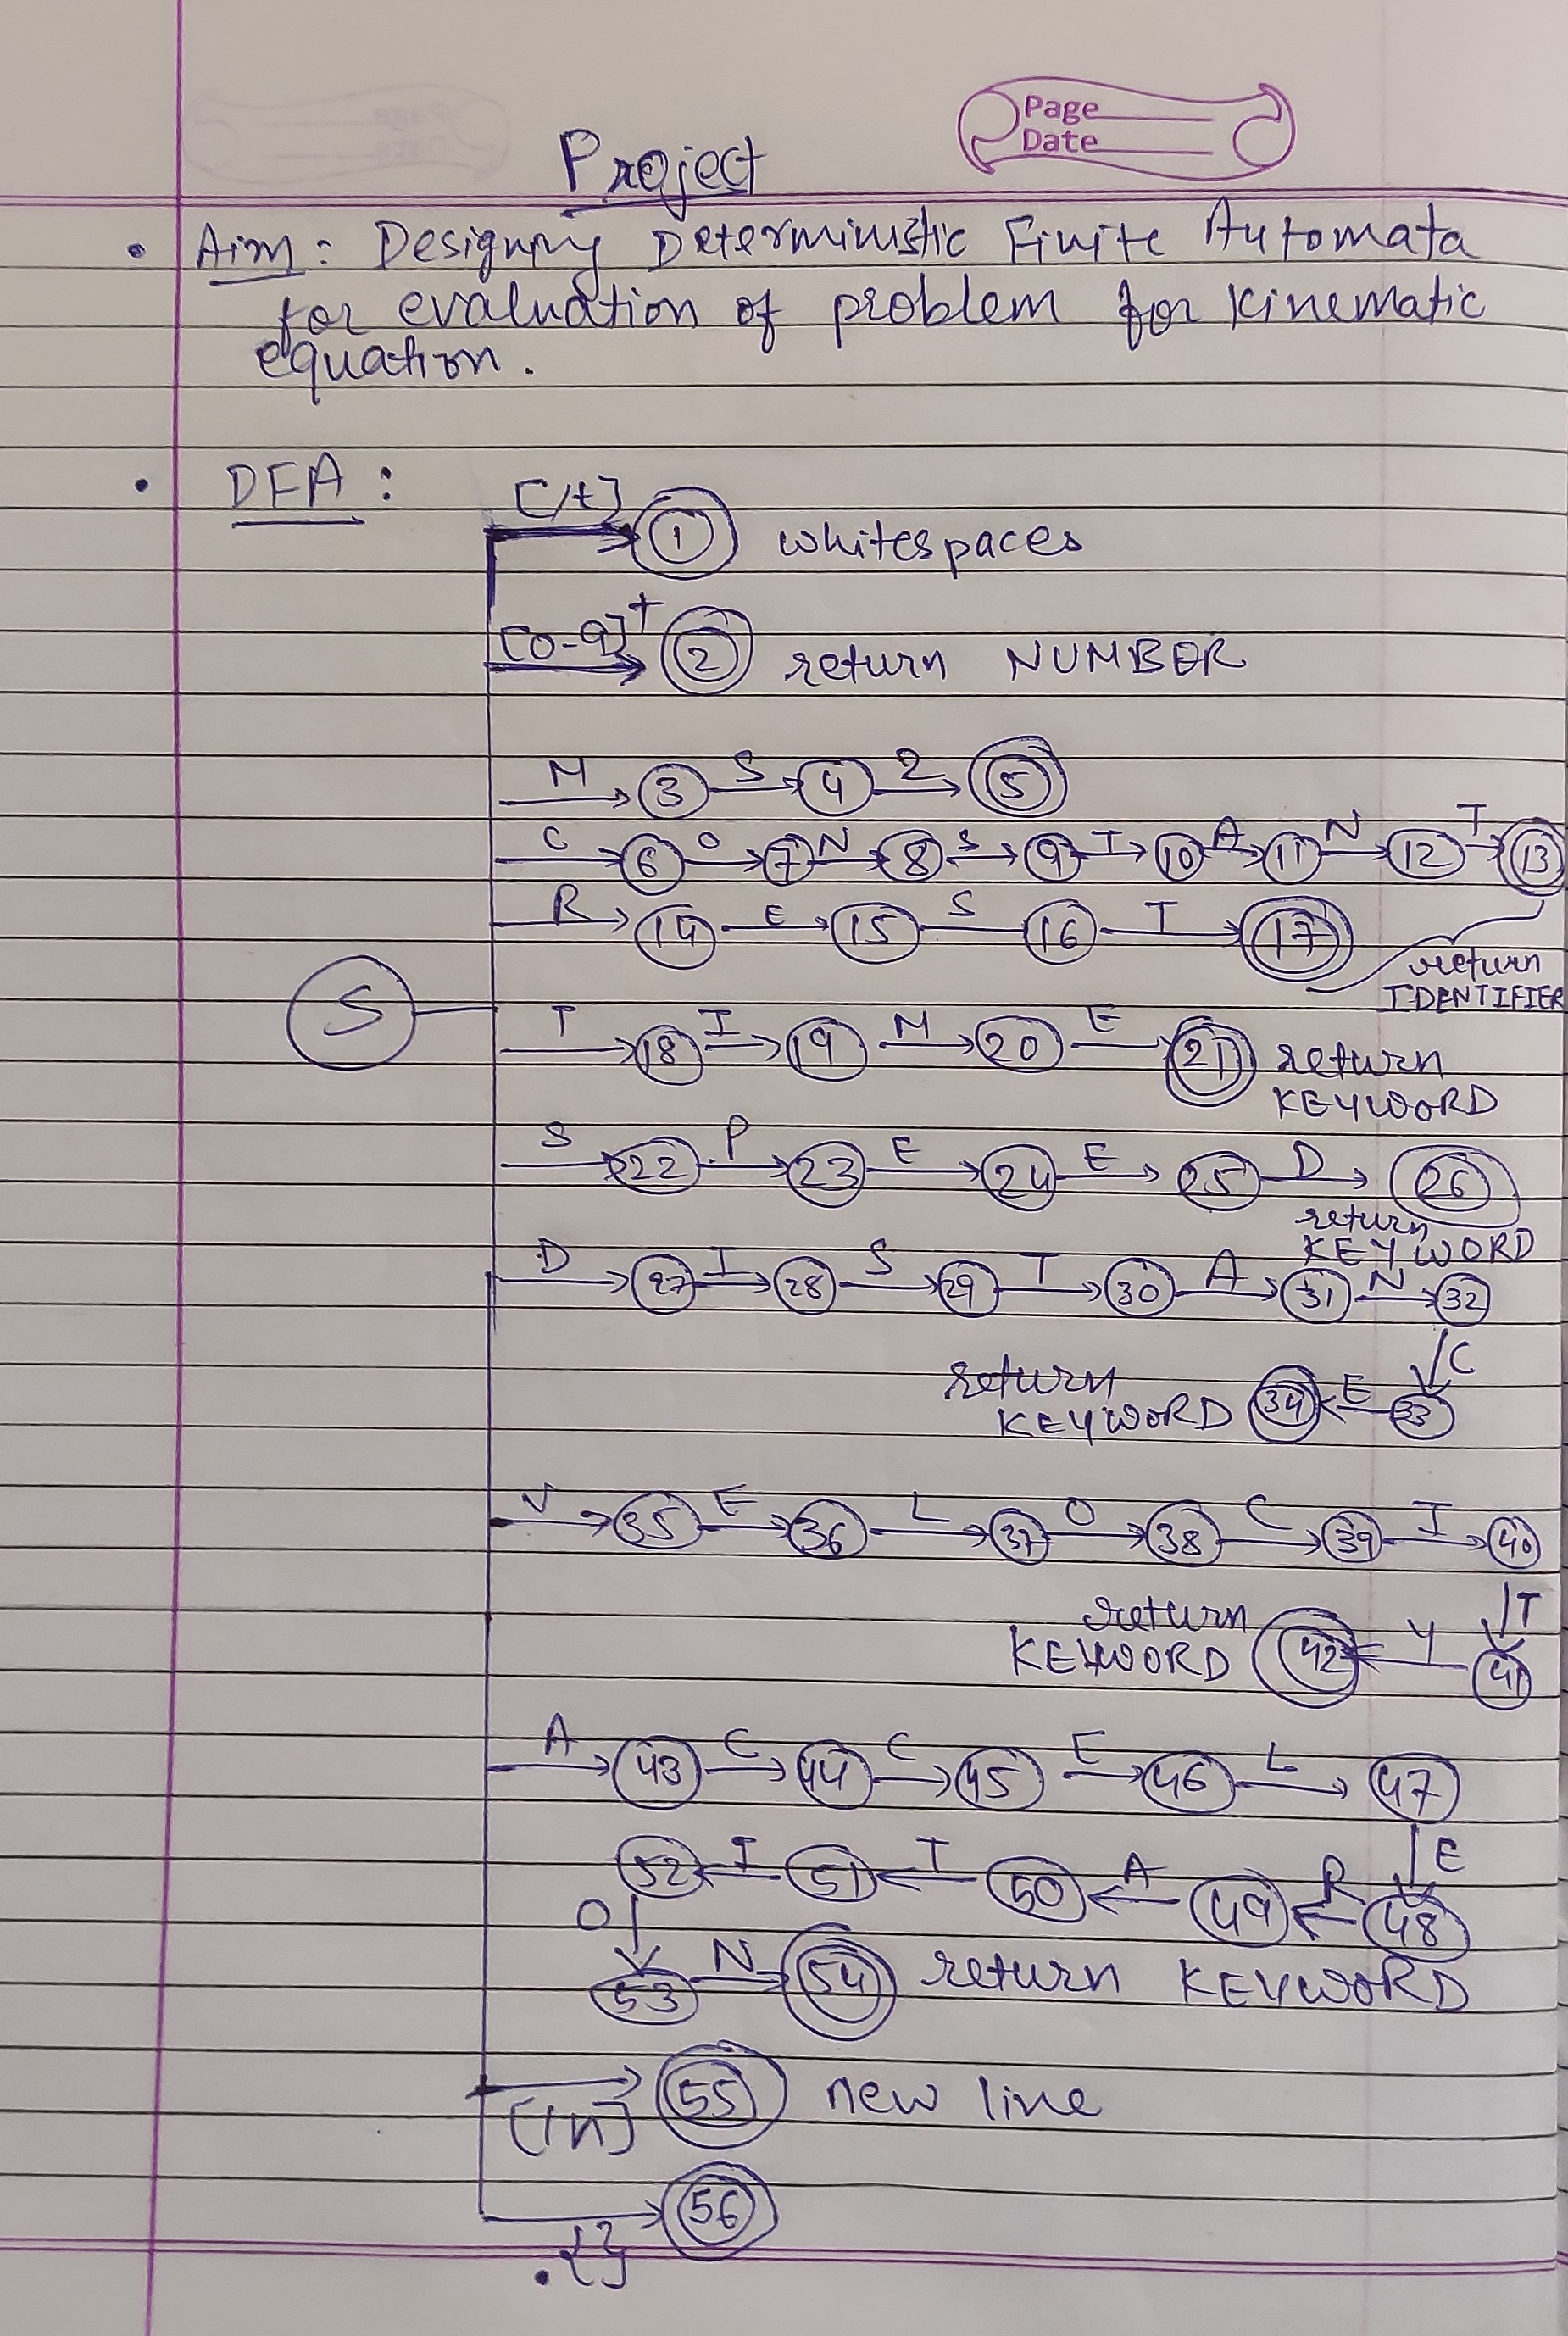 Page
Date
Project
• Aim: Designing Deterministic Finite Automata
for evaluation of problem for kinematic
equation.
• DFA :
[/t] 1 whitespaces
[0-9]+ 2 return NUMBER
M 3 S 4 2 5
C 6 O 7 N 8 S 9 T 10 A 11 N 12 T 13
R 14 E 15 S 16 T 17
return
IDENTIFIER
S
T 18 I 19 M 20 E 21 return
KEYWORD
S 22 P 23 E 24 E 25 D 26
return
KEYWORD
D 27 I 28 S 29 T 30 A 31 N 32
C
return
KEYWORD 34 E 33
V 35 E 36 L 37 O 38 C 39 I 40
T
return
KEYWORD 42 Y 41
A 43 C 44 C 45 E 46 L 47
E
52 I 51 T 50 A 49 R 48
O
53 N 54 return KEYWORD
[\n] 55 new line
56
.{}